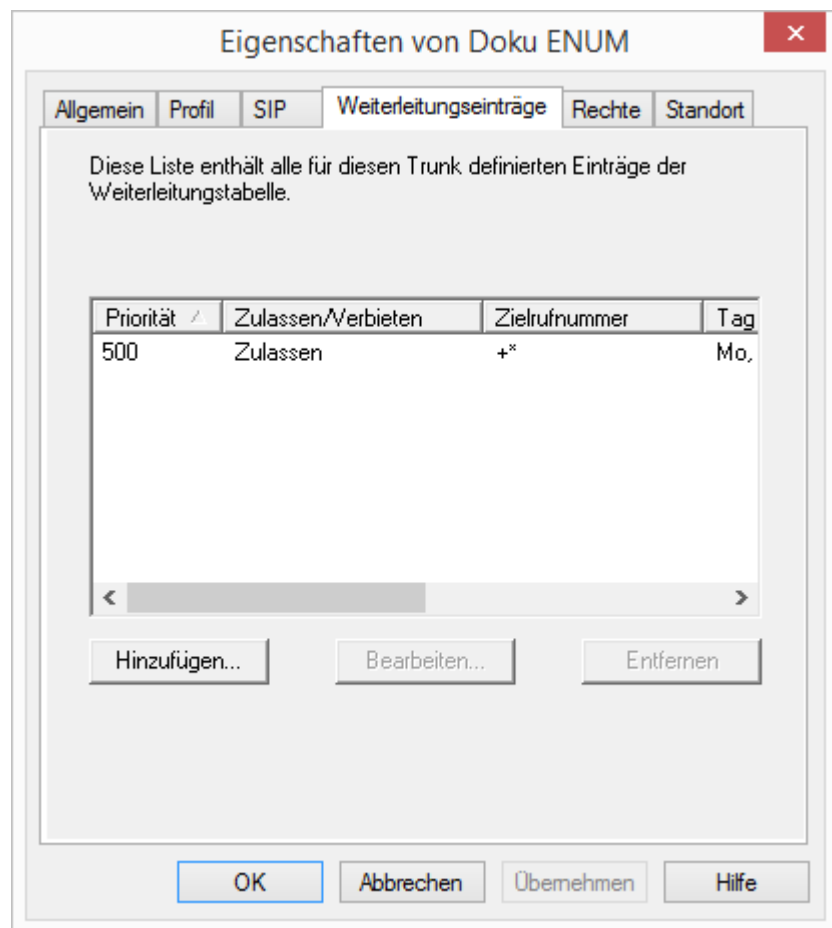 Eigenschaften von Doku ENUM
Allgemein Profil SIP Weiterleitungseinträge Rechte Standort
Diese Liste enthält alle für diesen Trunk definierten Einträge der
Weiterleitungstabelle.
Priorität Zulassen/Verbieten Zielrufnummer Tag
500 Zulassen +* Mo,
Hinzufügen... Bearbeiten... Entfernen
OK Abbrechen Übernehmen Hilfe